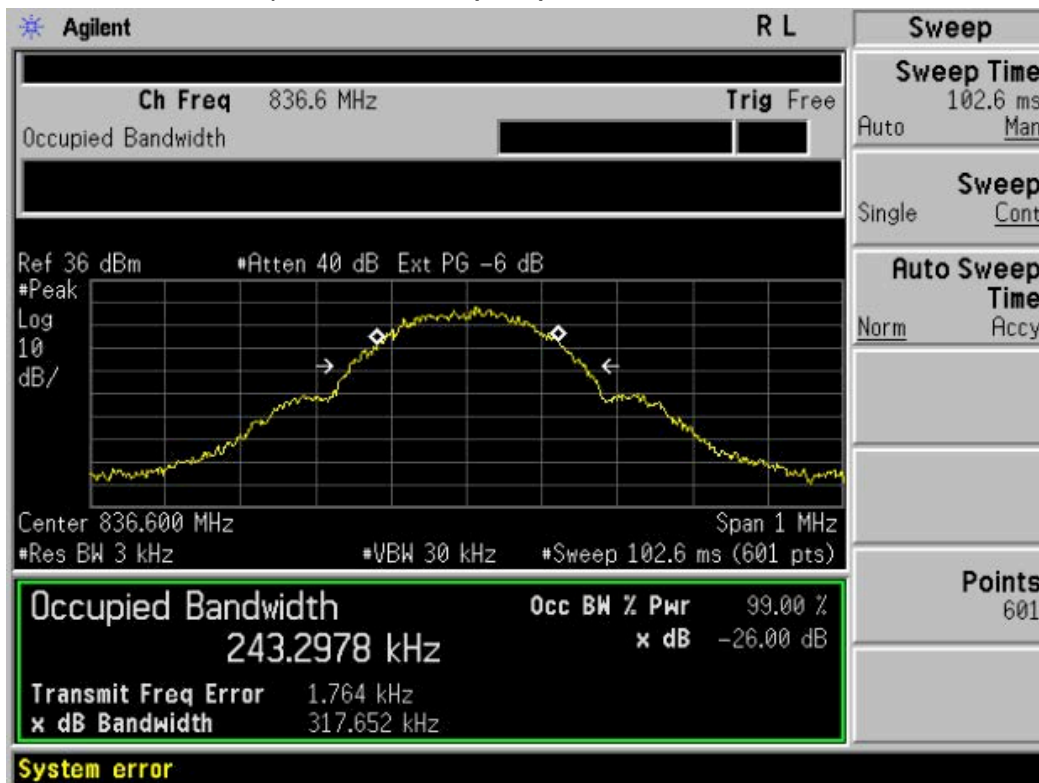 Agilent R L Sweep
Sweep Time
102.6 ms
Auto Man
Ch Freq 836.6 MHz Trig Free
Occupied Bandwidth
Sweep
Single Cont
Ref 36 dBm #Atten 40 dB Ext PG -6 dB
#Peak
Log
10
dB/
Auto Sweep
Time
Norm Accy
Center 836.600 MHz Span 1 MHz
#Res BW 3 kHz #VBW 30 kHz #Sweep 102.6 ms (601 pts)
Points
601
Occupied Bandwidth Occ BW % Pwr 99.00 %
243.2978 kHz x dB -26.00 dB
Transmit Freq Error 1.764 kHz
x dB Bandwidth 317.652 kHz
System error